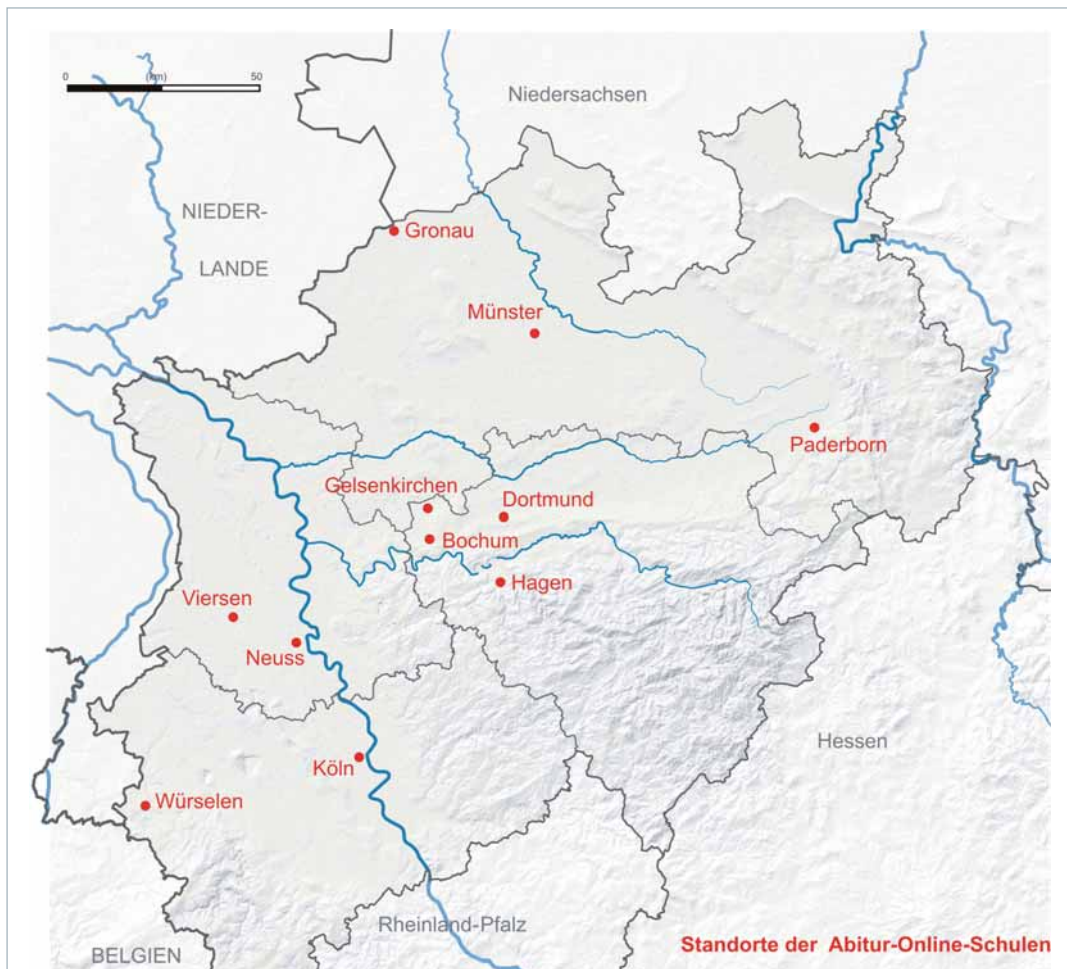 0 (km) 50
Niedersachsen
NIEDER-
LANDE
Gronau
Münster
Paderborn
Gelsenkirchen
Dortmund
Bochum
Hagen
Viersen
Neuss
Hessen
Köln
Würselen
Rheinland-Pfalz
BELGIEN
Standorte der Abitur-Online-Schulen